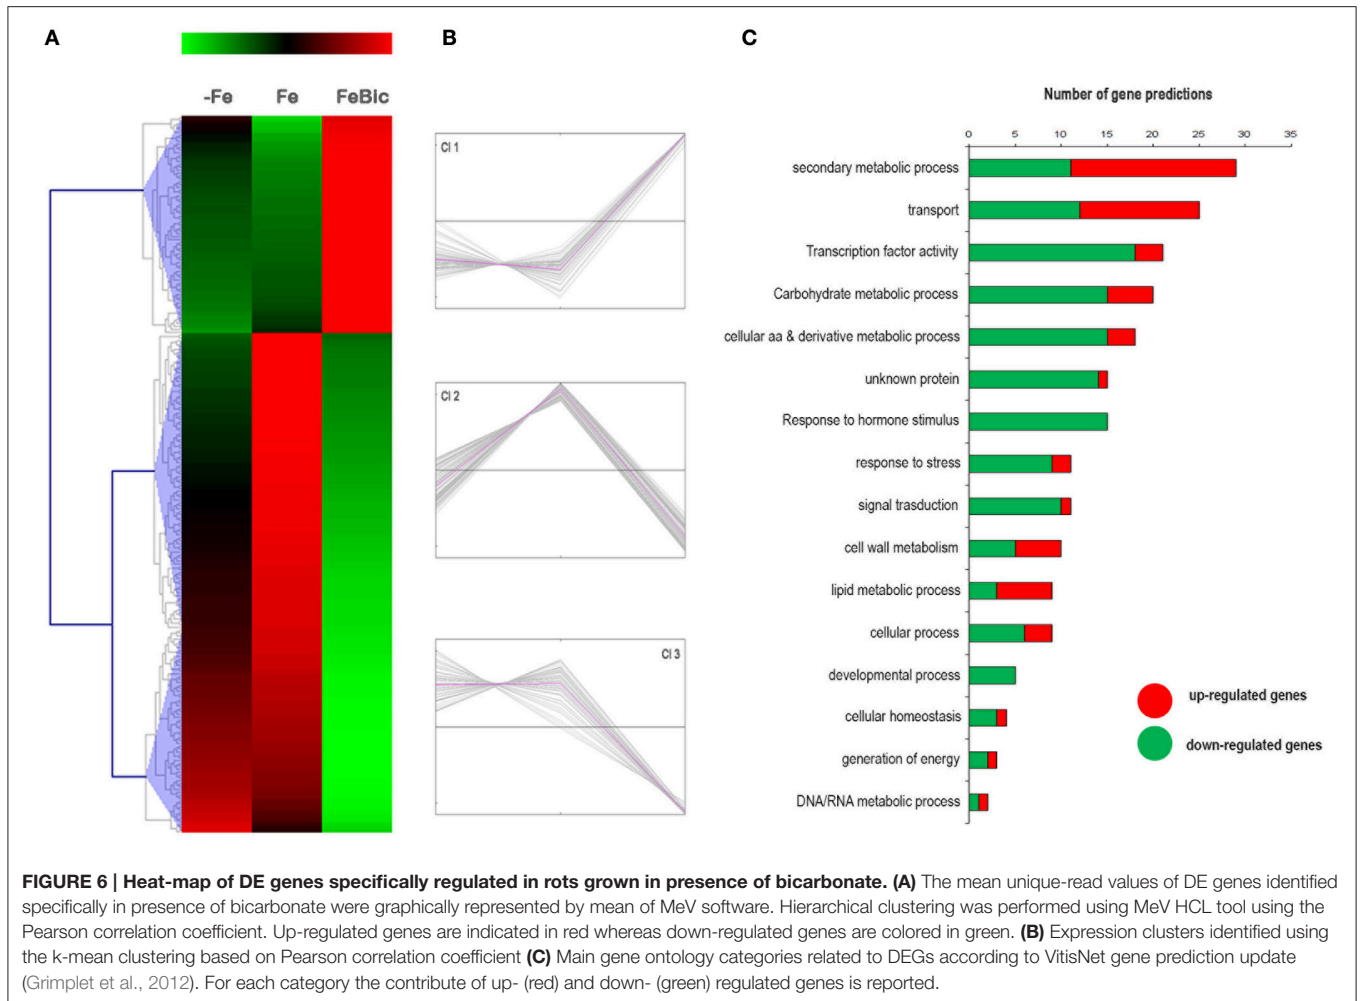 A
B
C
-Fe Fe FeBic
Cl 1
Cl 2
Cl 3
Number of gene predictions
0 5 10 15 20 25 30 35
secondary metabolic process
transport
Transcription factor activity
Carbohydrate metabolic process
cellular aa & derivative metabolic process
unknown protein
Response to hormone stimulus
response to stress
signal trasduction
cell wall metabolism
lipid metabolic process
cellular process
developmental process
cellular homeostasis
generation of energy
DNA/RNA metabolic process
up-regulated genes
down-regulated genes
FIGURE 6 | Heat-map of DE genes specifically regulated in rots grown in presence of bicarbonate. (A) The mean unique-read values of DE genes identified
specifically in presence of bicarbonate were graphically represented by mean of MeV software. Hierarchical clustering was performed using MeV HCL tool using the
Pearson correlation coefficient. Up-regulated genes are indicated in red whereas down-regulated genes are colored in green. (B) Expression clusters identified using
the k-mean clustering based on Pearson correlation coefficient (C) Main gene ontology categories related to DEGs according to VitisNet gene prediction update
(Grimplet et al., 2012). For each category the contribute of up- (red) and down- (green) regulated genes is reported.